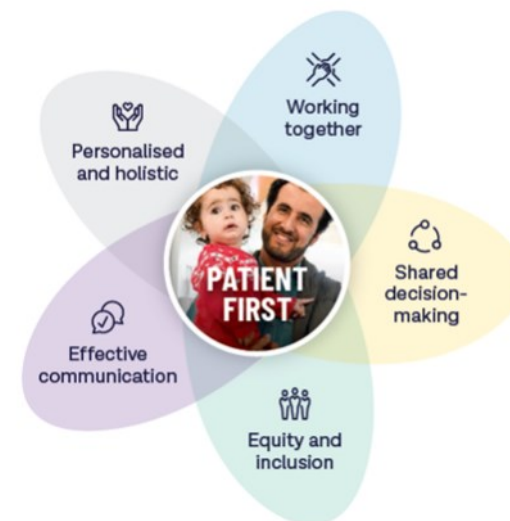 Working
together
Personalised
and holistic
PATIENT
FIRST
Shared
decision-
making
Effective
communication
Equity and
inclusion